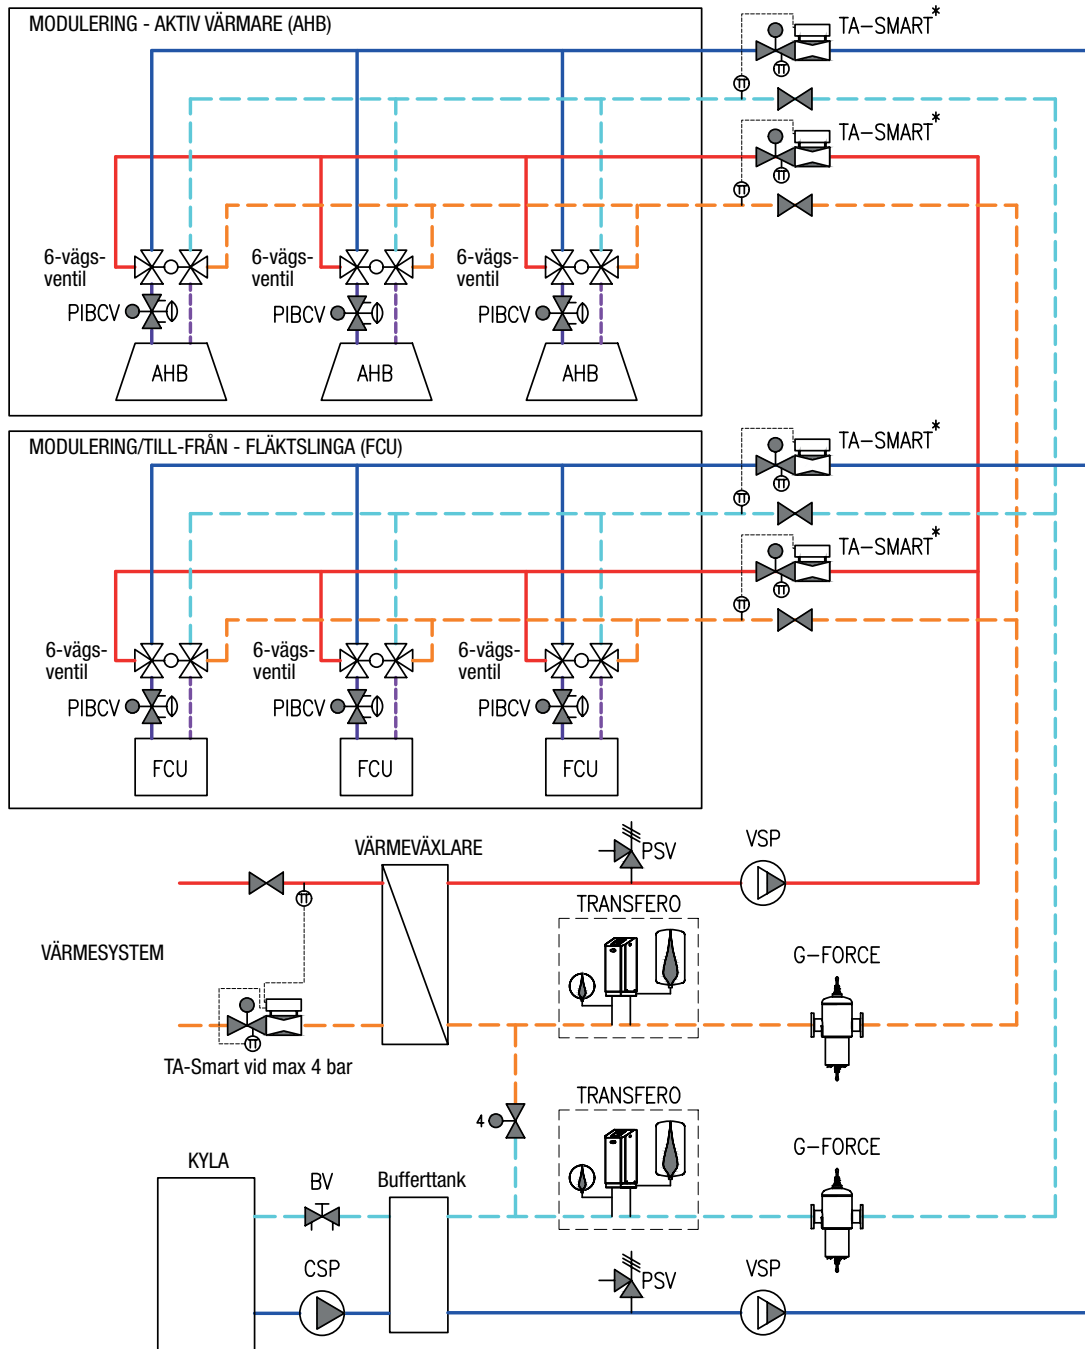 MODULERING - AKTIV VÄRMARE (AHB)
TA-SMART*
TA-SMART*
6-vägs-
ventil
6-vägs-
ventil
6-vägs-
ventil
PIBCV
PIBCV
PIBCV
AHB
AHB
AHB
MODULERING/TILL-FRÅN - FLÄKTSLINGA (FCU)
TA-SMART*
TA-SMART*
6-vägs-
ventil
6-vägs-
ventil
6-vägs-
ventil
PIBCV
PIBCV
PIBCV
FCU
FCU
FCU
VÄRMEVÄXLARE
PSV
VSP
TRANSFERO
VÄRMESYSTEM
G-FORCE
TA-Smart vid max 4 bar
TRANSFERO
4
G-FORCE
KYLA
BV
Bufferttank
CSP
PSV
VSP